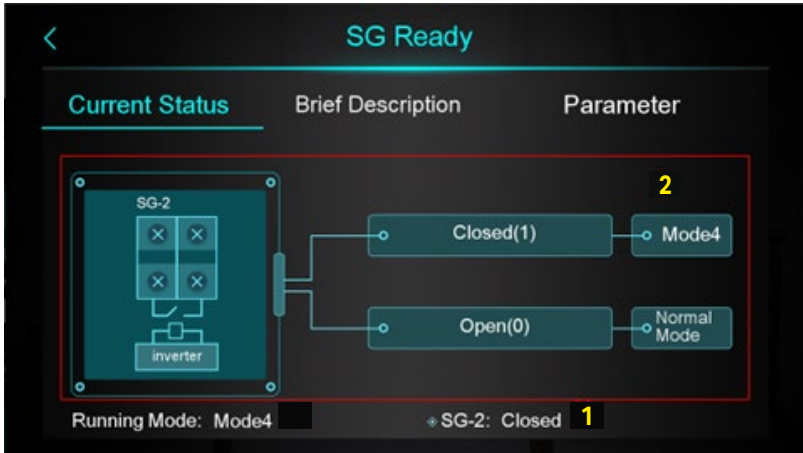 SG Ready
Current Status
Brief Description
Parameter
2
SG-2
Closed(1)
Mode4
Open(0)
Normal
Mode
inverter
Running Mode: Mode4
SG-2: Closed 1